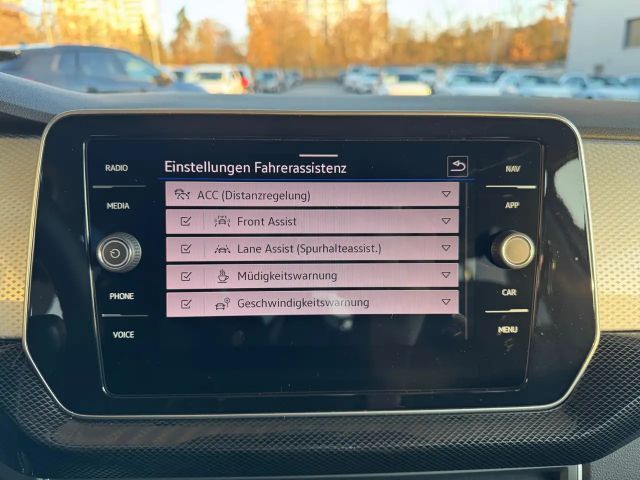 Einstellungen Fahrerassistenz
RADIO
MEDIA
PHONE
VOICE
ACC (Distanzregelung)
Front Assist
Lane Assist (Spurhalteassist.)
Müdigkeitswarnung
Geschwindigkeitswarnung
NAV
APP
CAR
MENU